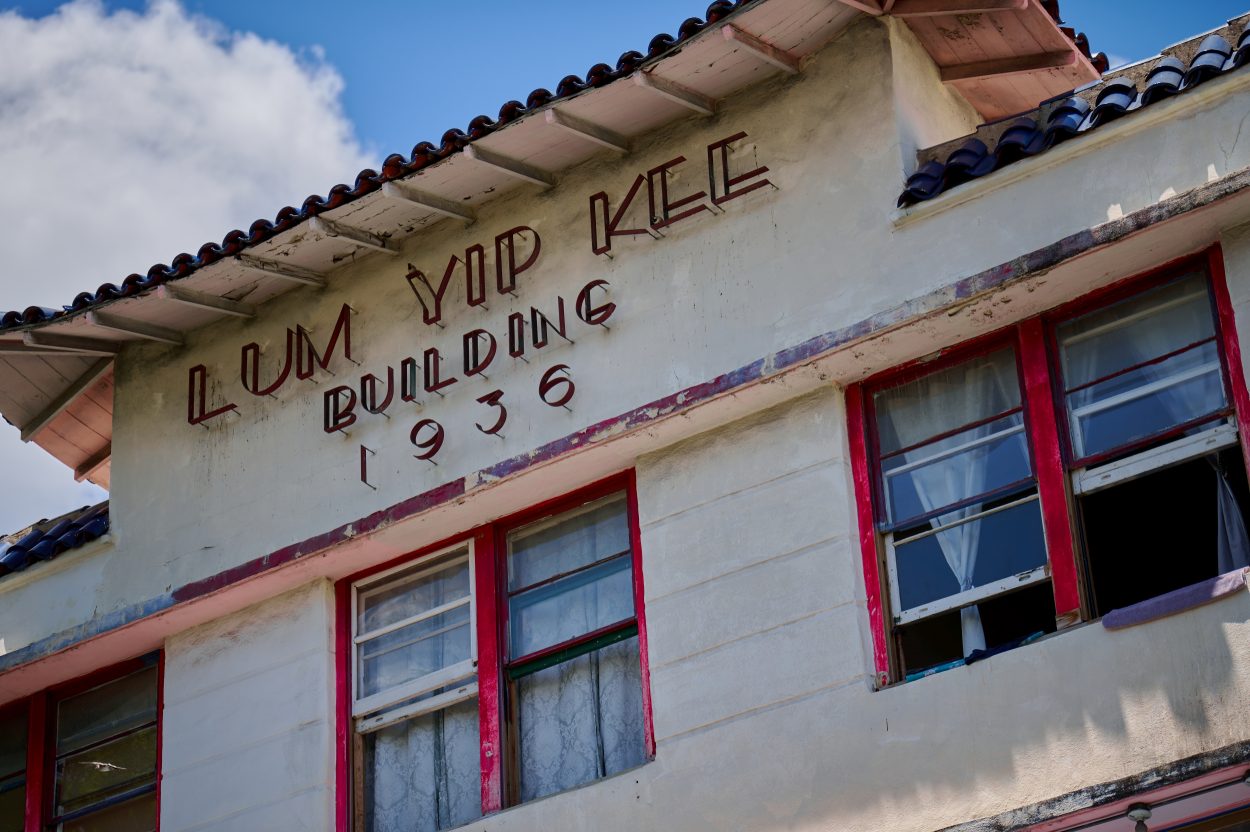 LUM YIP KEE
BUILDING
1936